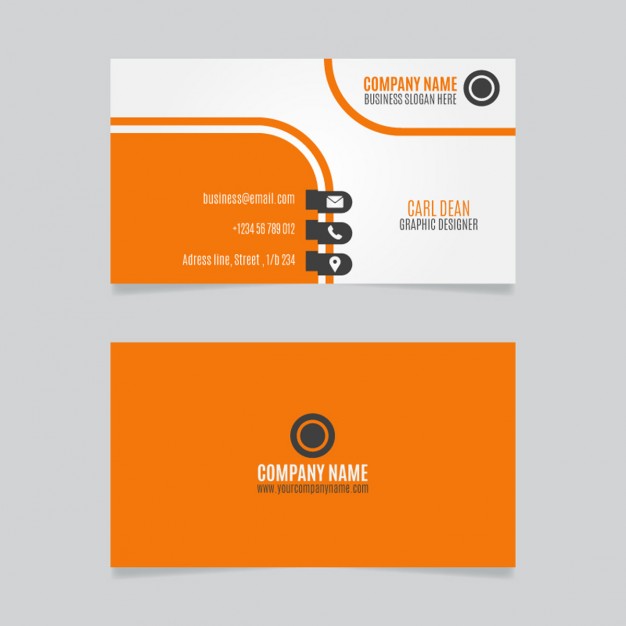 COMPANY NAME
BUSINESS SLOGAN HERE
business@email.com
+1234 56 789 012
Adress line, Street , 1/b 234
CARL DEAN
GRAPHIC DESIGNER
COMPANY NAME
www.yourcompanyname.com